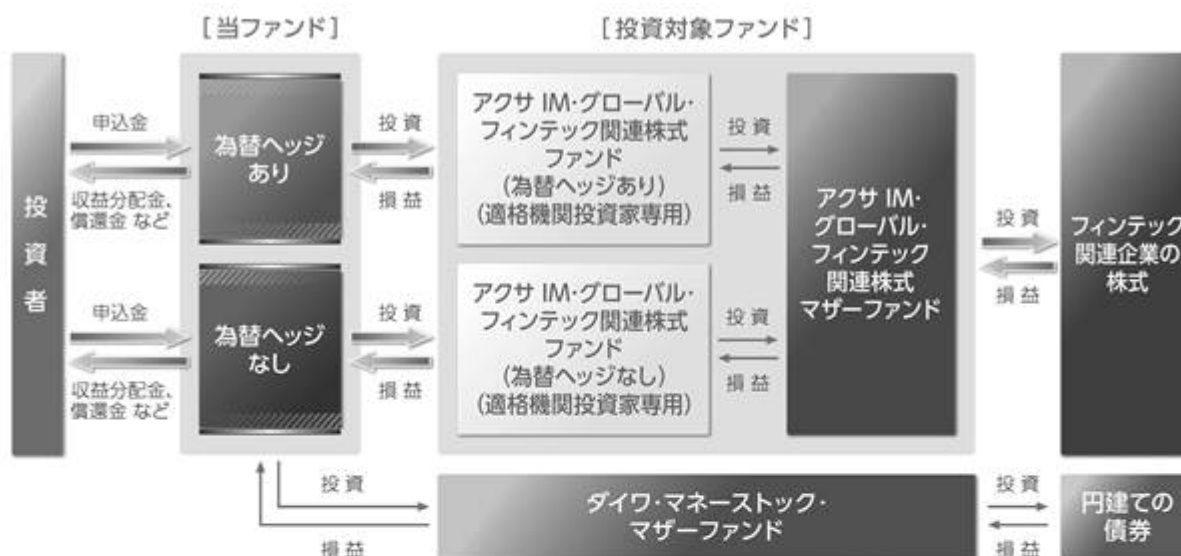 [当ファンド]
[投資対象ファンド]
投資者
申込金
収益分配金、
償還金 など
為替ヘッジ
あり
投資
損益
アクサ IM・グローバル・
フィンテック関連株式
ファンド
(為替ヘッジあり)
(適格機関投資家専用)
投資
損益
申込金
収益分配金、
償還金 など
為替ヘッジ
なし
投資
損益
アクサ IM・グローバル・
フィンテック関連株式
ファンド
(為替ヘッジなし)
(適格機関投資家専用)
投資
損益
アクサ IM・
グローバル・
フィンテック
関連株式
マザーファンド
投資
損益
フィンテック
関連企業の
株式
投資
損益
ダイワ・マネーストック・
マザーファンド
投資
損益
円建ての
債券